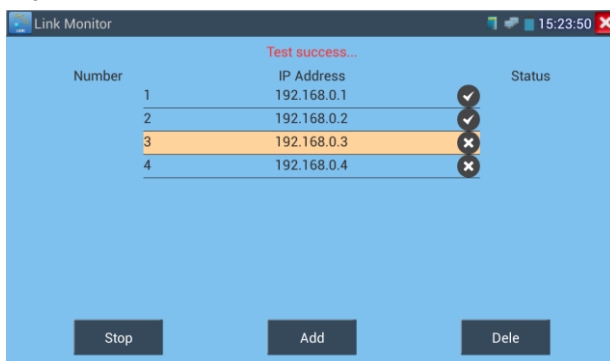 Link Monitor 15:23:50
Test success...
Number IP Address Status
1 192.168.0.1
2 192.168.0.2
3 192.168.0.3
4 192.168.0.4
Stop Add Dele